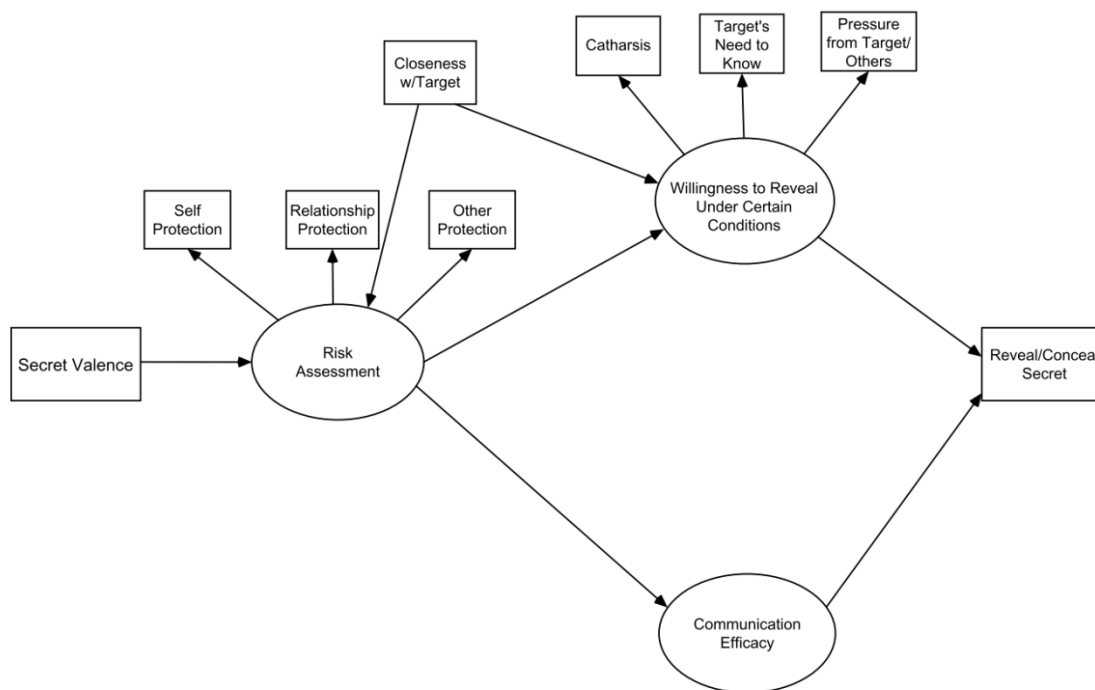 Catharsis
Target's
Need to
Know
Pressure
from Target/
Others
Closeness
w/Target
Self
Protection
Relationship
Protection
Other
Protection
Willingness to Reveal
Under Certain
Conditions
Secret Valence
Risk
Assessment
Reveal/Conceal
Secret
Communication
Efficacy